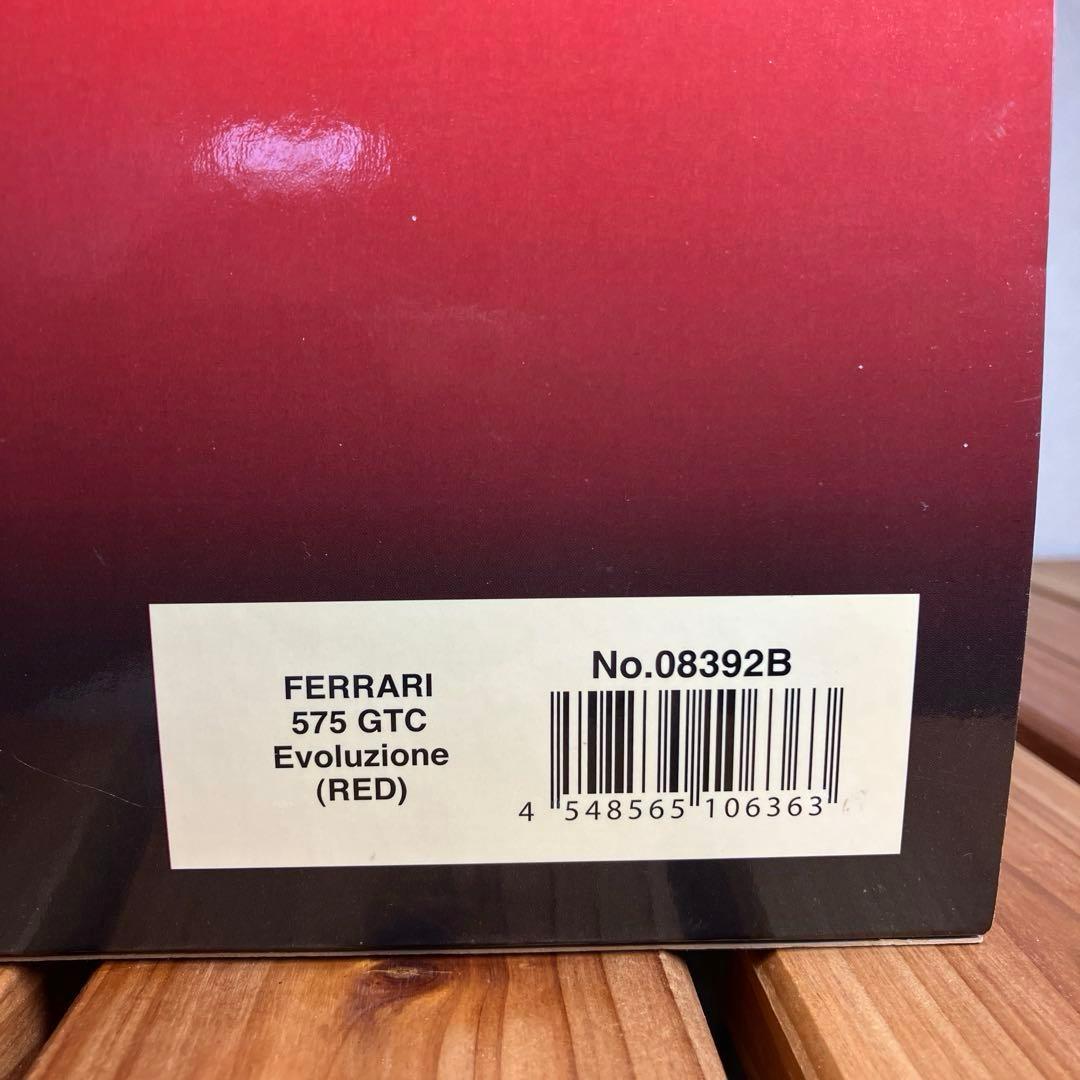 FERRARI
575 GTC
Evoluzione
(RED)
No.08392B
4 548565 106363